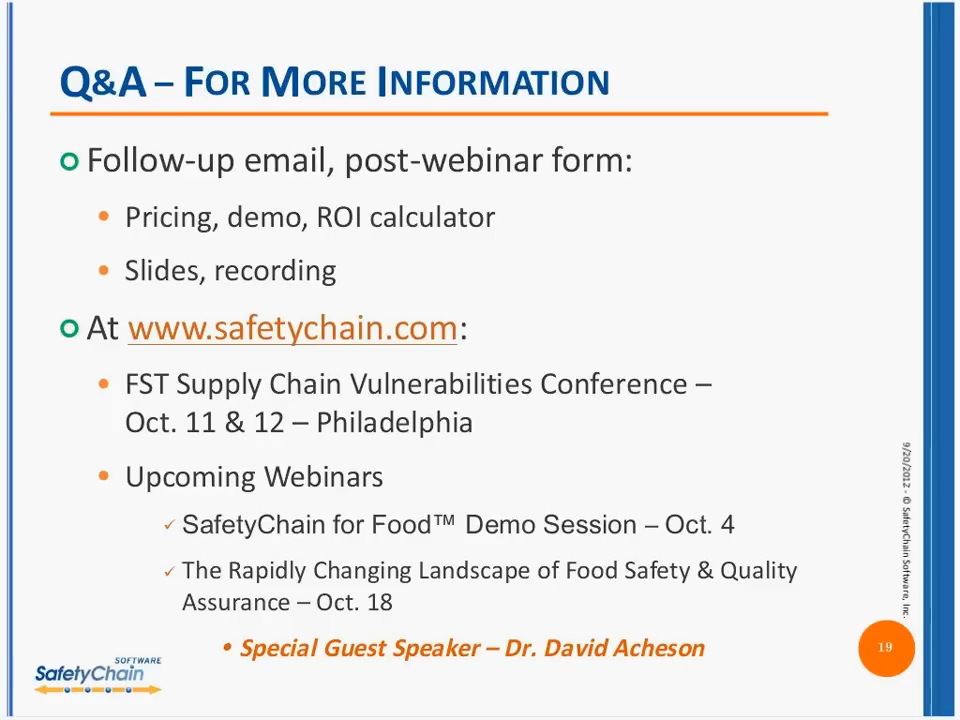 Q&A – FOR MORE INFORMATION
Follow-up email, post-webinar form:
• Pricing, demo, ROI calculator
• Slides, recording
At www.safetychain.com:
• FST Supply Chain Vulnerabilities Conference –
Oct. 11 & 12 – Philadelphia
• Upcoming Webinars
✓ SafetyChain for Food™ Demo Session – Oct. 4
✓ The Rapidly Changing Landscape of Food Safety & Quality
Assurance – Oct. 18
• Special Guest Speaker – Dr. David Acheson
9/20/2012 - © SafetyChain Software, Inc.
19
SOFTWARE
SafetyChain